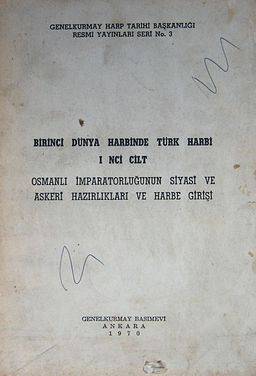 GENELKURMAY HARP TARİHİ BAŞKANLIĞI
RESMİ YAYINLARI SERİ No. 3
BİRİNCİ DÜNYA HARBİNDE TÜRK HARBİ
I NCİ CİLT
OSMANLI İMPARATORLUĞUNUN SİYASİ VE
ASKERİ HAZIRLIKLARI VE HARBE GİRİŞİ
GENELKURMAY BASIMEVİ
ANKARA
1970